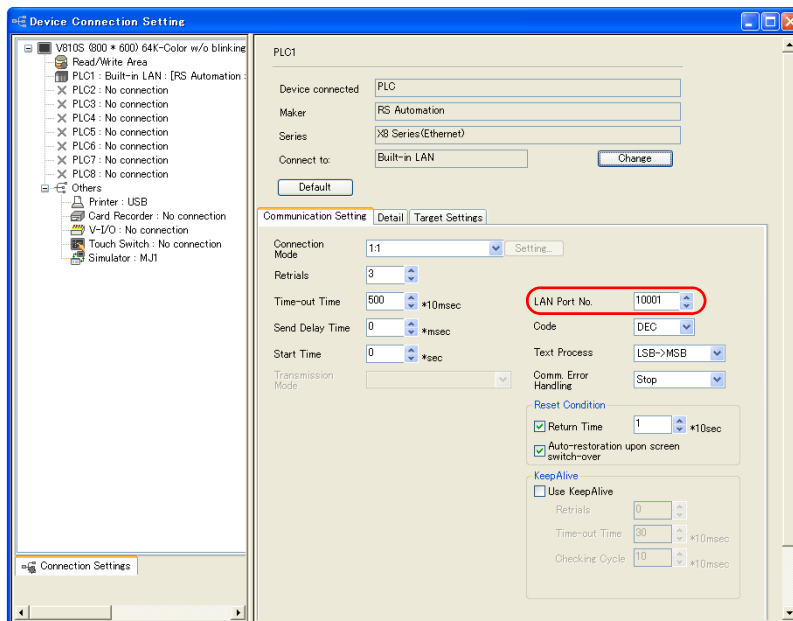 Device Connection Setting
V810S (800 * 600) 64K-Color w/o blinking
Read/Write Area
PLC1 : Built-in LAN : [RS Automation :
PLC2 : No connection
PLC3 : No connection
PLC4 : No connection
PLC5 : No connection
PLC6 : No connection
PLC7 : No connection
PLC8 : No connection
Others
Printer : USB
Card Recorder : No connection
V-I/O : No connection
Touch Switch : No connection
Simulator : MJ1
Connection Settings
PLC1
Device connected PLC
Maker RS Automation
Series X8 Series(Ethernet)
Connect to: Built-in LAN Change
Default
Communication Setting Detail Target Settings
Connection Mode 1:1 Setting...
Retrials 3
Time-out Time 500 *10msec
Send Delay Time 0 *msec
Start Time 0 *sec
Transmission Mode
LAN Port No. 10001
Code DEC
Text Process LSB->MSB
Comm. Error Handling Stop
Reset Condition
Return Time 1 *10sec
Auto-restoration upon screen
switch-over
KeepAlive
Use KeepAlive
Retrials 0
Time-out Time 30 *10msec
Checking Cycle 10 *10msec